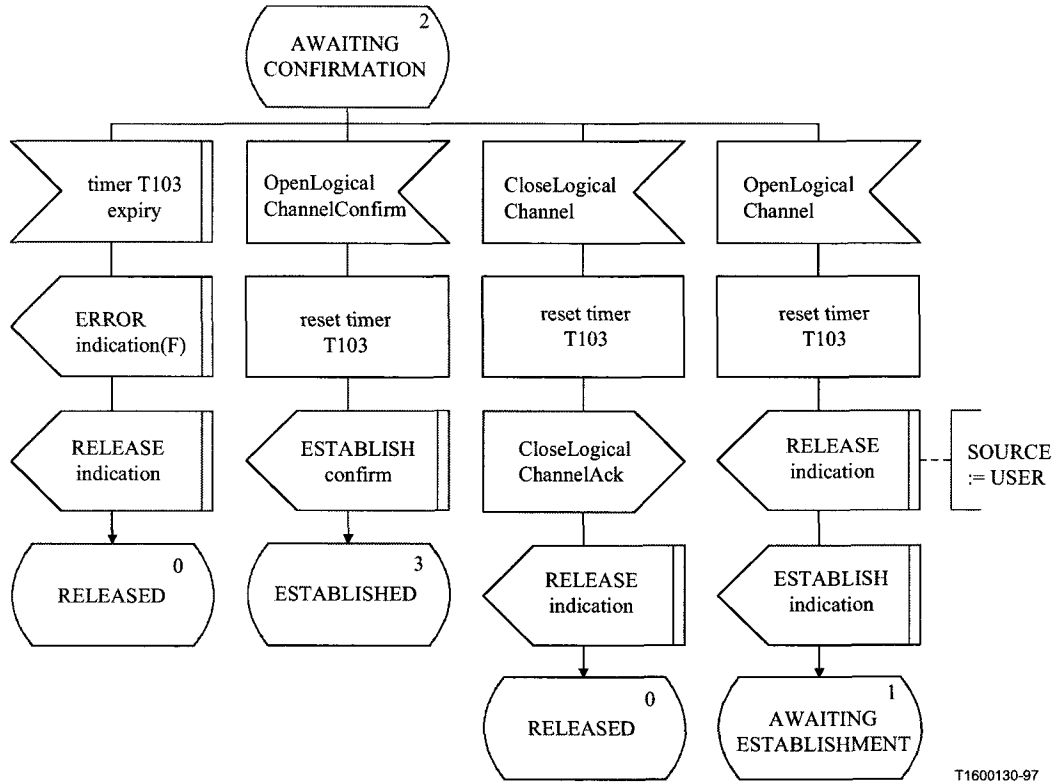 2
AWAITING
CONFIRMATION
timer T103
expiry
OpenLogical
ChannelConfirm
CloseLogical
Channel
OpenLogical
Channel
ERROR
indication(F)
reset timer
T103
reset timer
T103
reset timer
T103
RELEASE
indication
ESTABLISH
confirm
CloseLogical
ChannelAck
RELEASE
indication
SOURCE
:= USER
0
RELEASED
3
ESTABLISHED
RELEASE
indication
ESTABLISH
indication
0
RELEASED
1
AWAITING
ESTABLISHMENT
T1600130-97